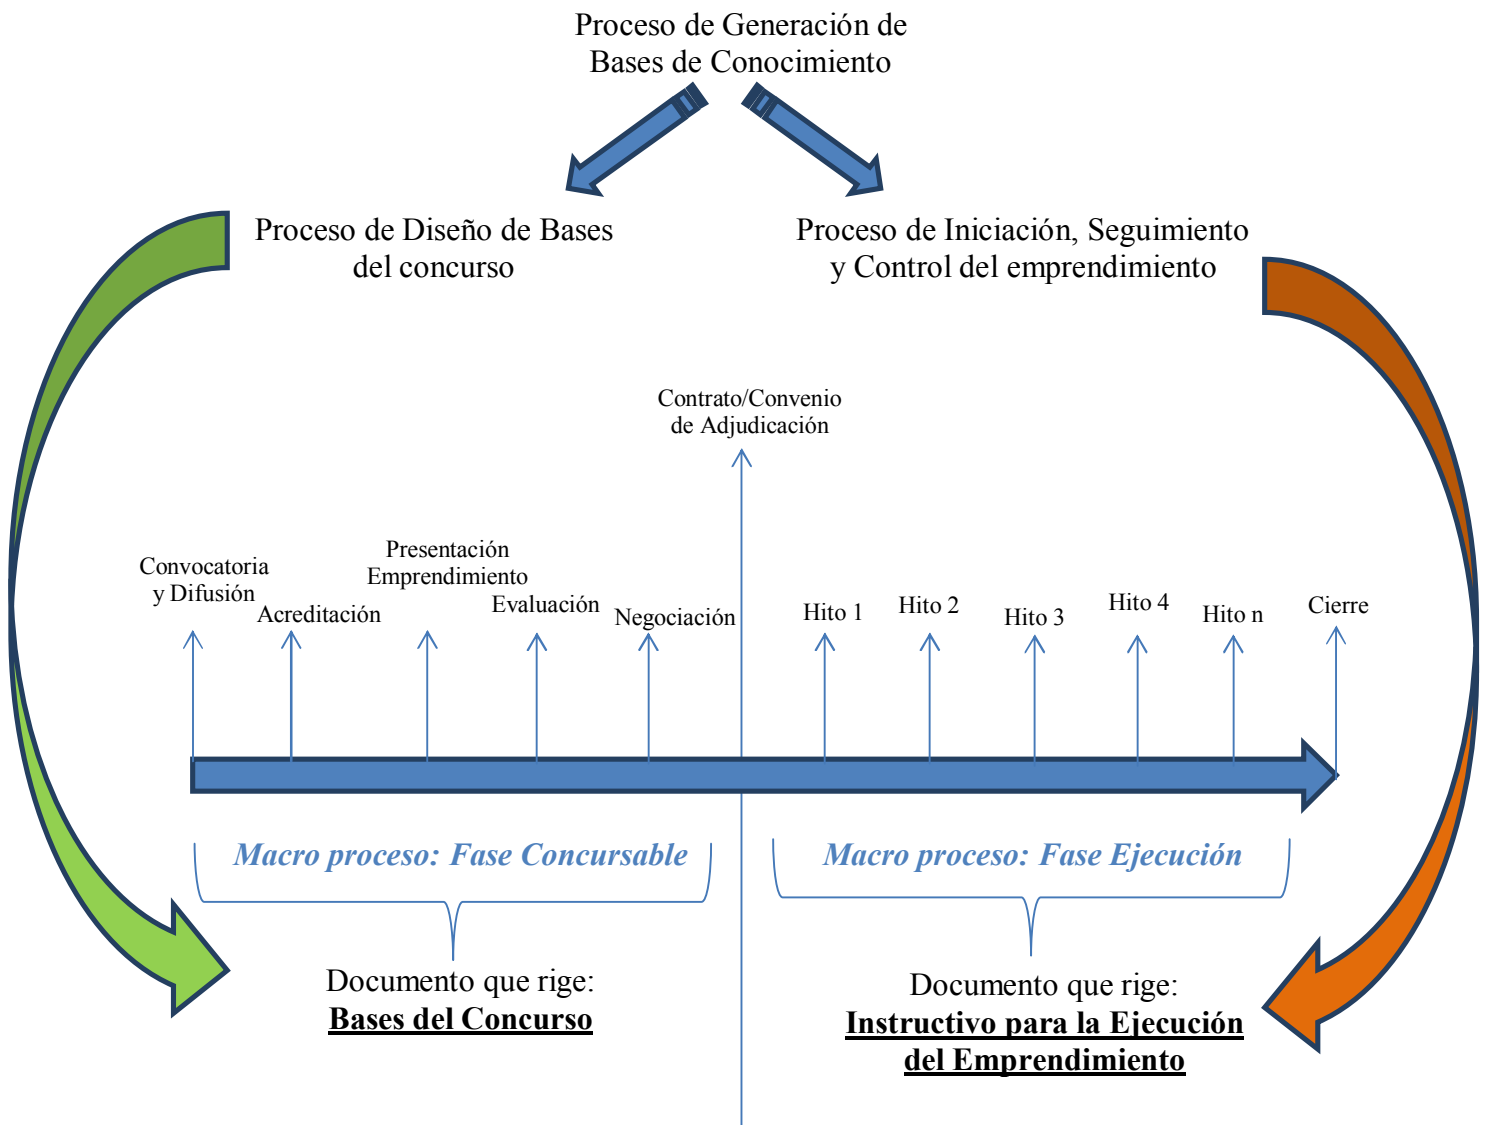 Proceso de Generación de
Bases de Conocimiento
Proceso de Diseño de Bases
del concurso
Proceso de Iniciación, Seguimiento
y Control del emprendimiento
Contrato/Convenio
de Adjudicación
Convocatoria
y Difusión
Acreditación
Presentación
Emprendimiento
Evaluación
Negociación
Hito 1
Hito 2
Hito 3
Hito 4
Hito n
Cierre
Macro proceso: Fase Concursable
Macro proceso: Fase Ejecución
Documento que rige:
Bases del Concurso
Documento que rige:
Instructivo para la Ejecución
del Emprendimiento